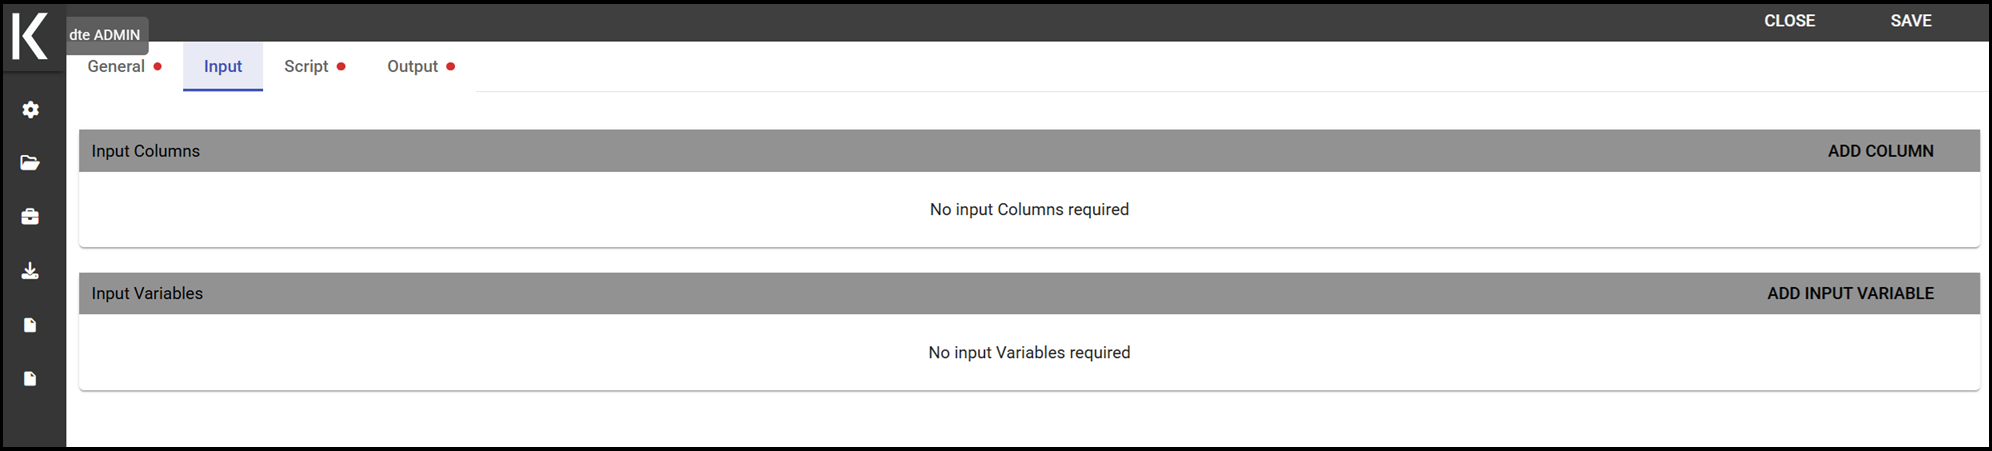 K
dte ADMIN
CLOSE SAVE
General Input Script Output
Input Columns ADD COLUMN
No input Columns required
Input Variables ADD INPUT VARIABLE
No input Variables required